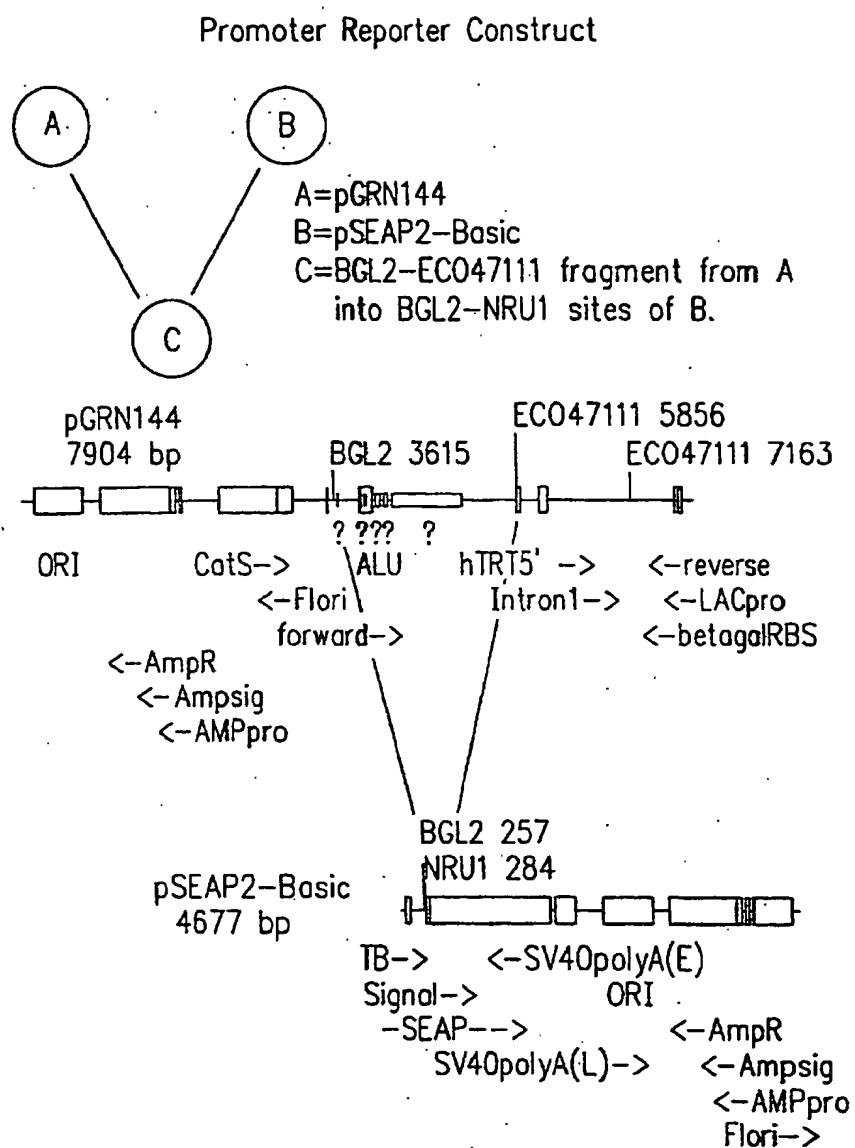 Promoter Reporter Construct
A
B
A=pGRN144
B=pSEAP2-Basic
C=BGL2-ECO47111 fragment from A
into BGL2-NRU1 sites of B.
C
pGRN144
7904 bp
BGL2 3615
ECO47111 5856
ECO47111 7163
? ??? ?
ORI CatS-> ALU hTRT5' -> <-reverse
<-Flori Intron1-> <-LACpro
forward-> <-betagalRBS
<-AmpR
<-Ampsig
<-AMPpro
BGL2 257
NRU1 284
pSEAP2-Basic
4677 bp
TB-> <-SV40polyA(E)
Signal-> ORI
-SEAP--> <-AmpR
SV40polyA(L)-> <-Ampsig
<-AMPpro
Flori->